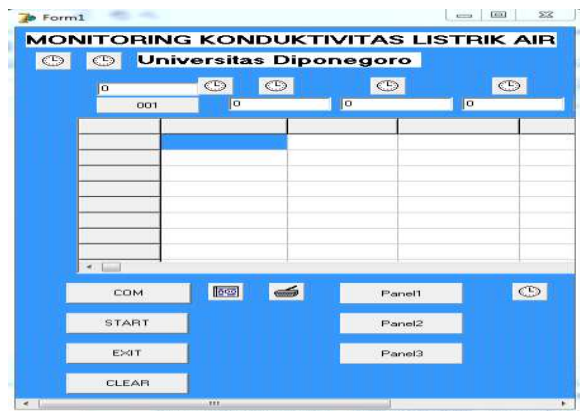 Form1
MONITORING KONDUKTIVITAS LISTRIK AIR
Universitas Diponegoro
0
001 0 0 0
COM Panel1
START Panel2
EXIT Panel3
CLEAR